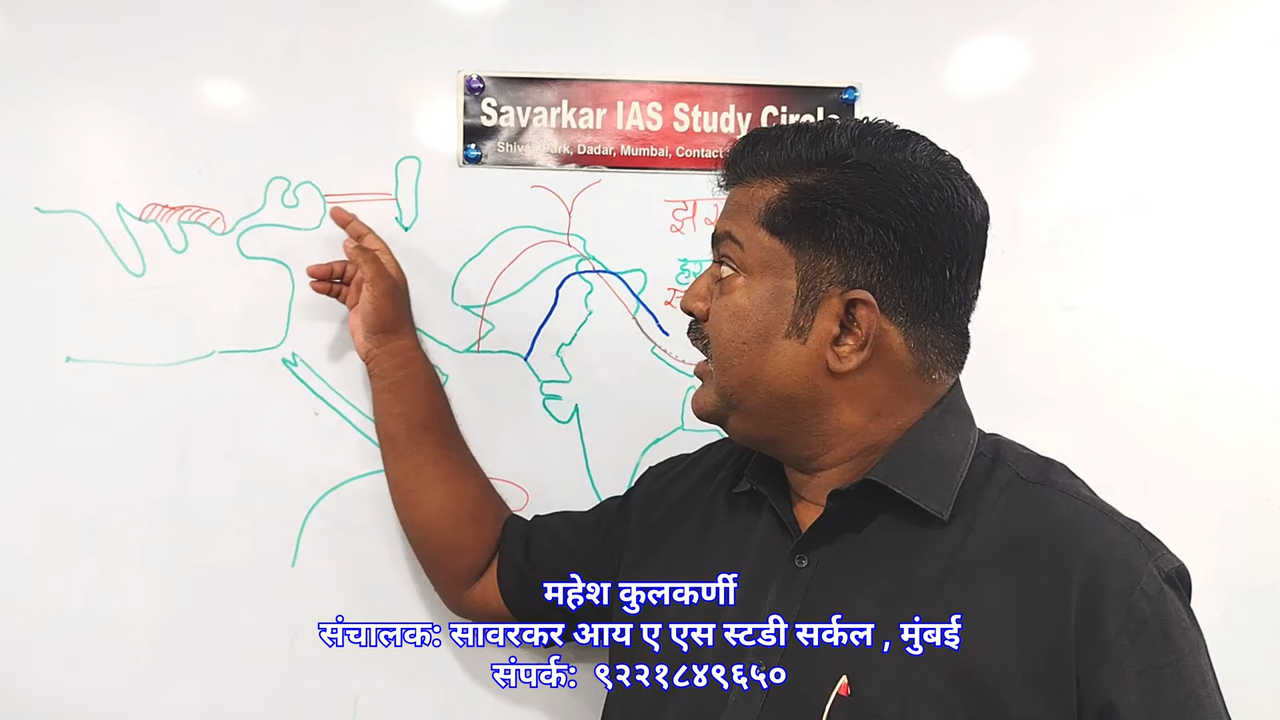 Savarkar IAS Study Circle
Park, Dadar, Mumbai, Contact
महेश कुलकर्णी
संचालक: सावरकर आय ए एस स्टडी सर्कल , मुंबई
संपर्क: ९२२१८४९६५०